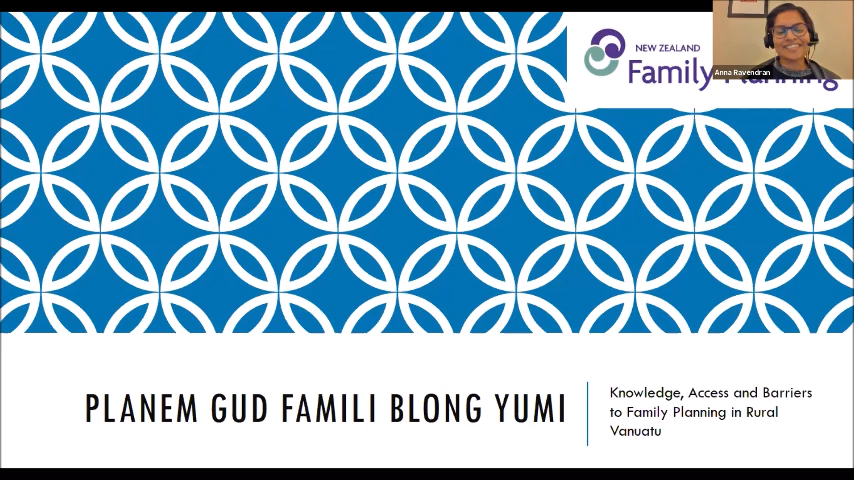 NEW ZEALAND
Family Planning
Anna Ravendran
PLANEM GUD FAMILI BLONG YUMI
Knowledge, Access and Barriers
to Family Planning in Rural
Vanuatu